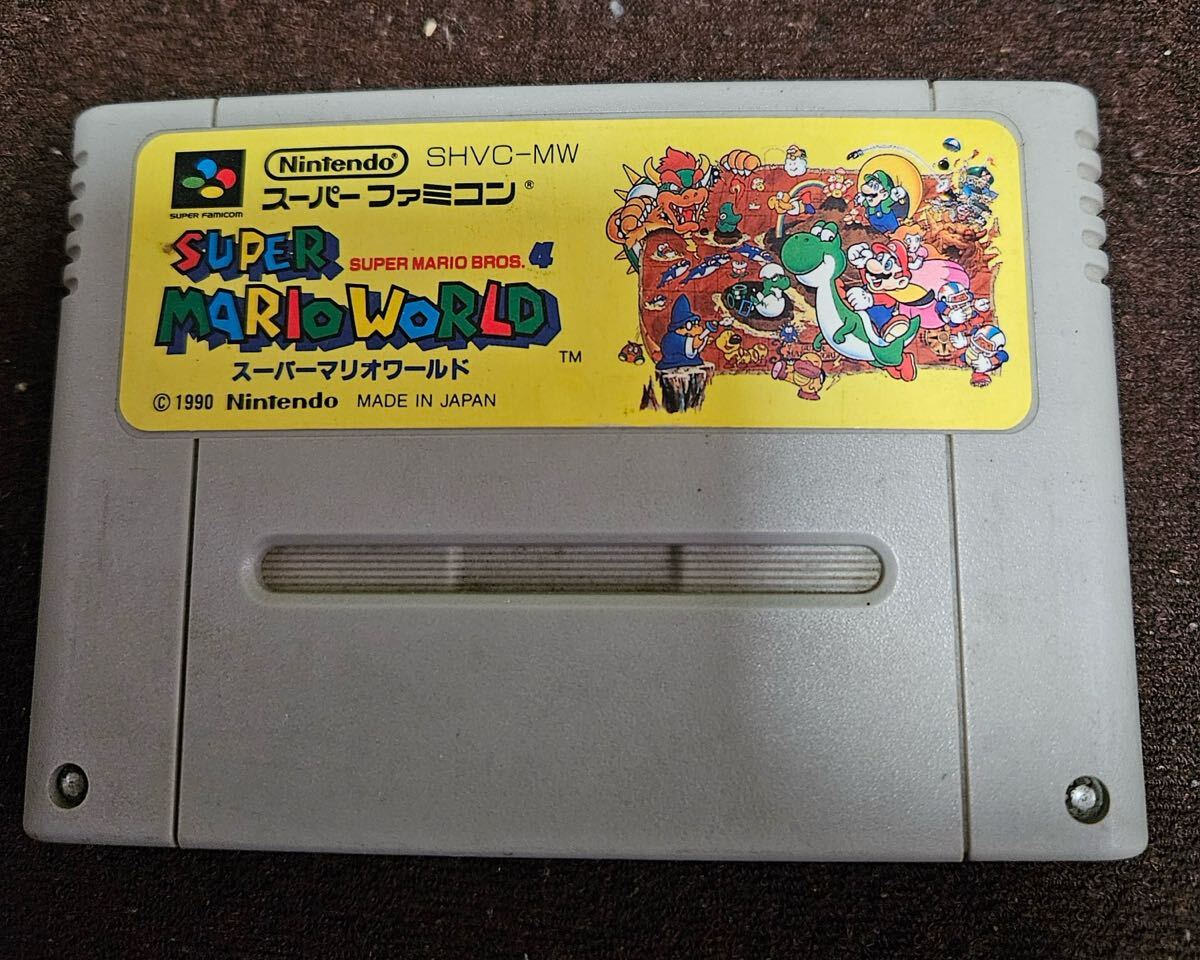 Nintendo® SHVC-MW
SUPER FAMICOM
スーパーファミコン®
SUPER
SUPER MARIO BROS. 4
MARIO WORLD
TM
スーパーマリオワールド
© 1990 Nintendo MADE IN JAPAN